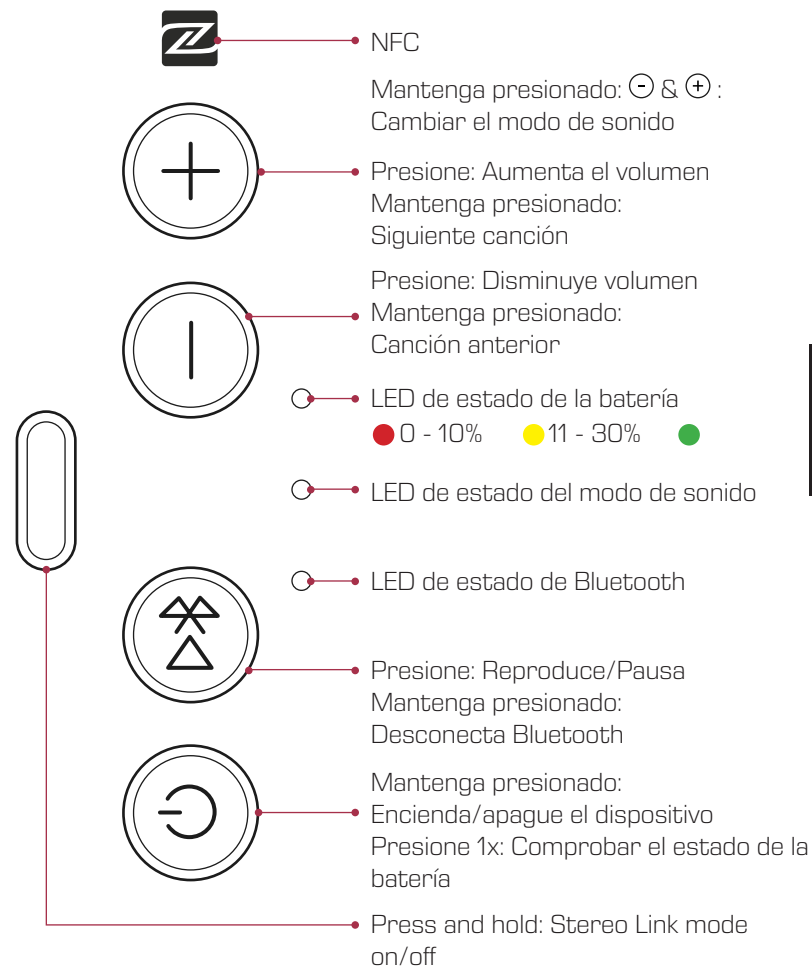 NFC
Mantenga presionado: ⊖ & ⊕ :
Cambiar el modo de sonido
Presione: Aumenta el volumen
Mantenga presionado:
Siguiente canción
Presione: Disminuye volumen
Mantenga presionado:
Canción anterior
LED de estado de la batería
0 - 10% 11 - 30%
LED de estado del modo de sonido
LED de estado de Bluetooth
Presione: Reproduce/Pausa
Mantenga presionado:
Desconecta Bluetooth
Mantenga presionado:
Encienda/apague el dispositivo
Presione 1x: Comprobar el estado de la
batería
Press and hold: Stereo Link mode
on/off